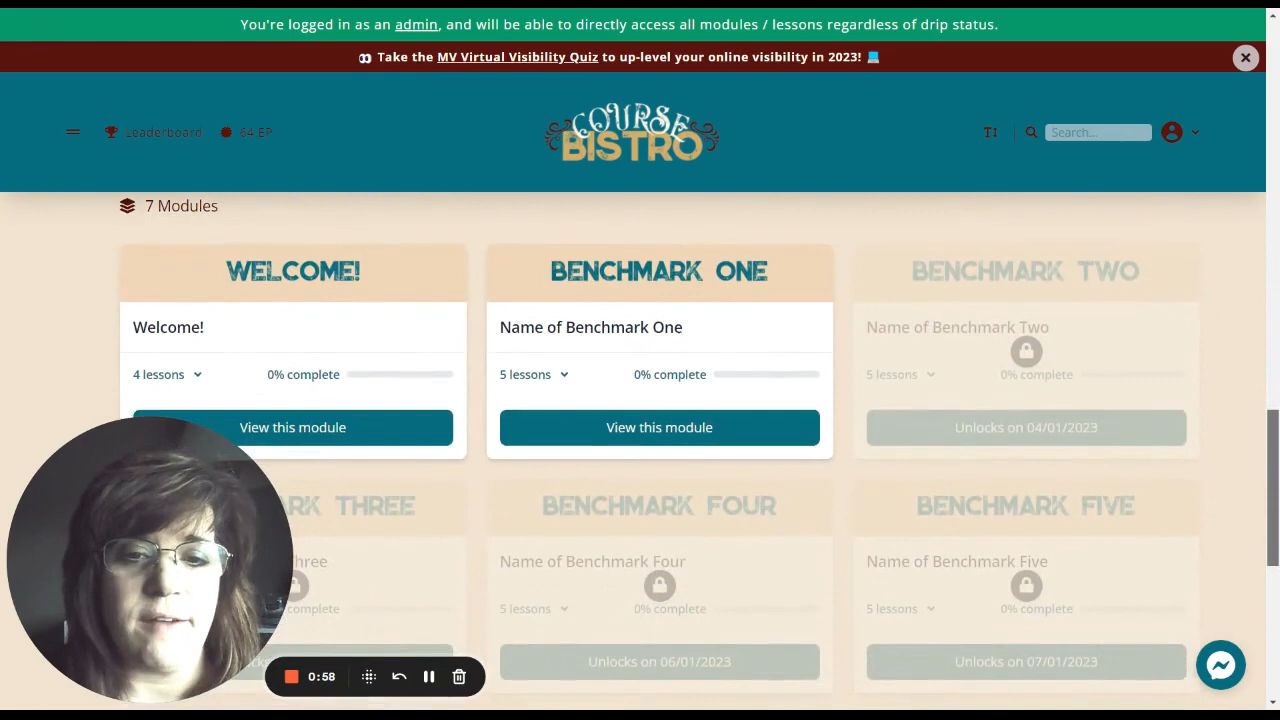 You're logged in as an admin, and will be able to directly access all modules / lessons regardless of drip status.
Take the MV Virtual Visibility Quiz to up-level your online visibility in 2023!
Leaderboard 64 EP
COURSE
BISTRO
Search...
7 Modules
WELCOME! BENCHMARK ONE BENCHMARK TWO
Welcome! Name of Benchmark One Name of Benchmark Two
4 lessons 0% complete 5 lessons 0% complete 5 lessons 0% complete
View this module View this module Unlocks on 04/01/2023
THREE BENCHMARK FOUR BENCHMARK FIVE
Name of Benchmark Four Name of Benchmark Five
complete 5 lessons 0% complete 5 lessons 0% complete
Unlocks on 06/01/2023 Unlocks on 07/01/2023
0:58